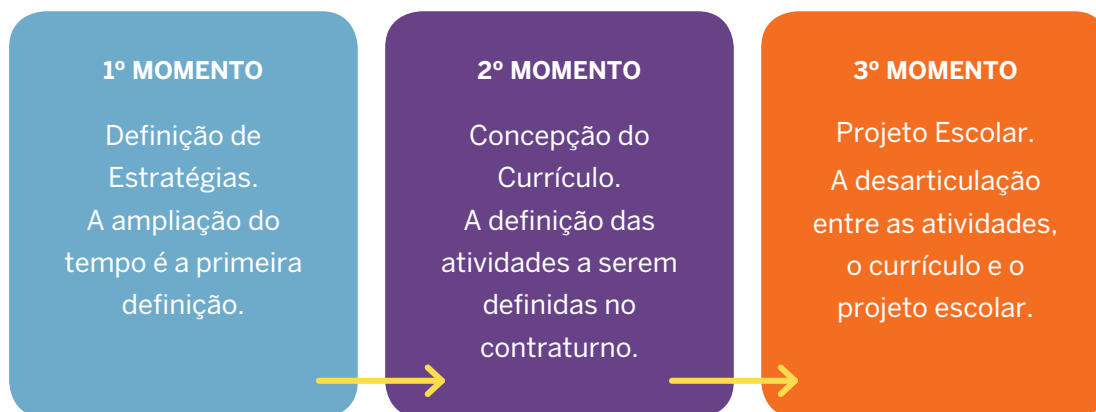 1º MOMENTO
Definição de
Estratégias.
A ampliação do
tempo é a primeira
definição.
2º MOMENTO
Concepção do
Currículo.
A definição das
atividades a serem
definidas no
contraturno.
3º MOMENTO
Projeto Escolar.
A desarticulação
entre as atividades,
o currículo e o
projeto escolar.